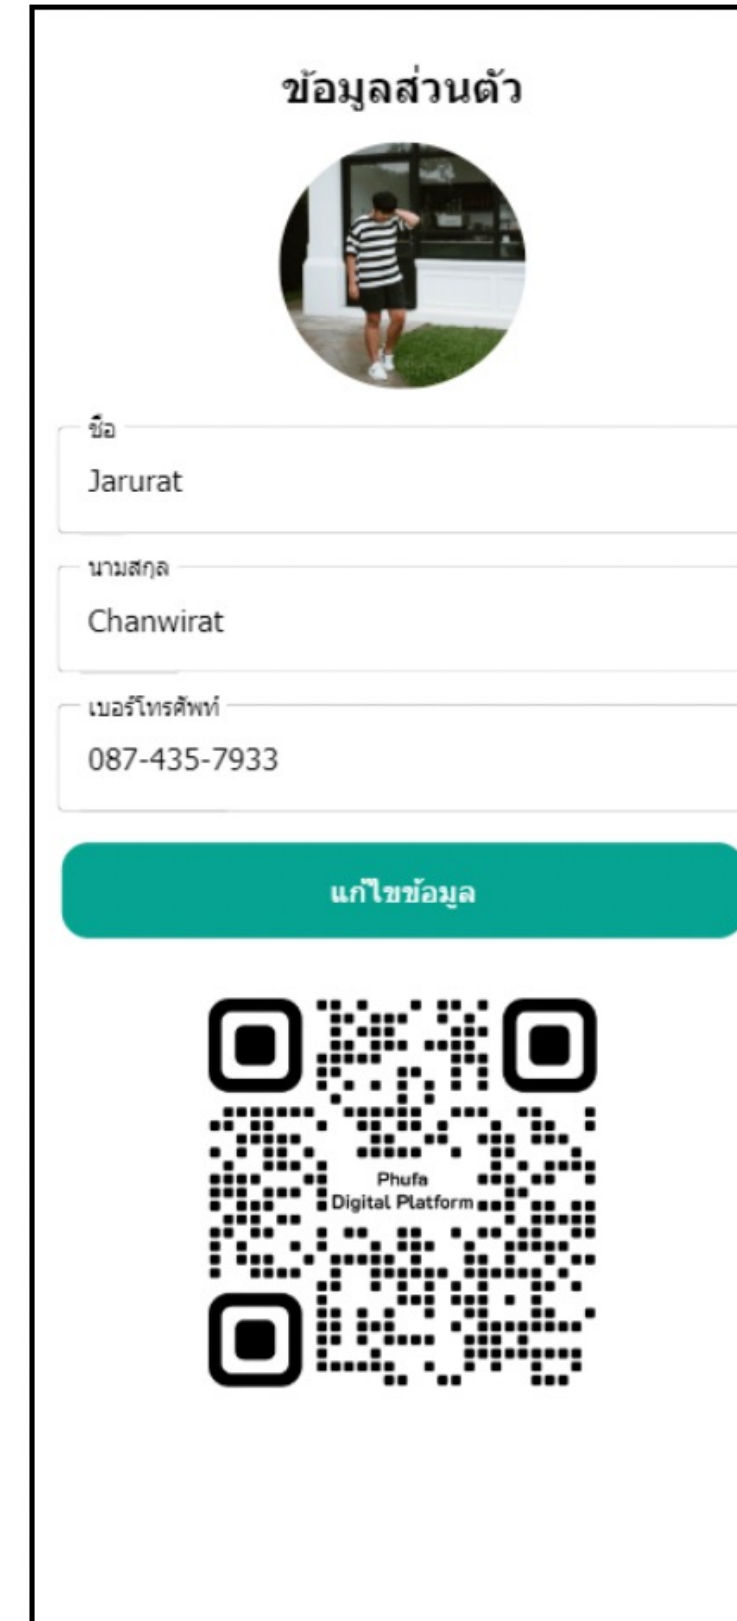 ข้อมูลส่วนตัว
ชื่อ
Jarurat
นามสกุล
Chanwirat
เบอร์โทรศัพท์
087-435-7933
แก้ไขข้อมูล
Phufa
Digital Platform